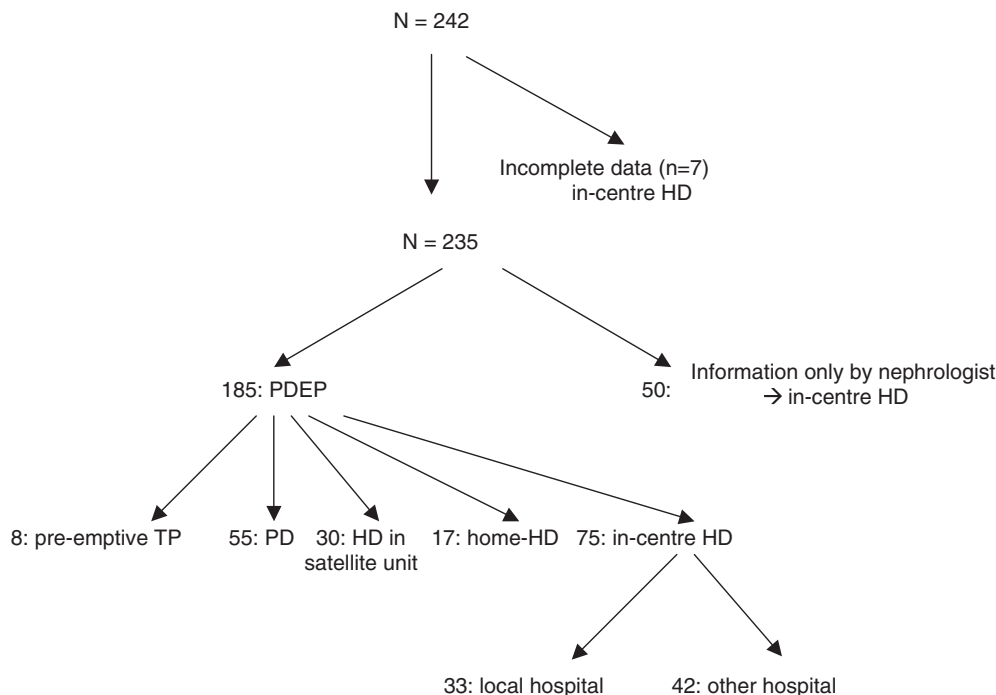 N = 242
Incomplete data (n=7)
in-centre HD
N = 235
185: PDEP
50:
Information only by nephrologist
→ in-centre HD
8: pre-emptive TP
55: PD
30: HD in
satellite unit
17: home-HD
75: in-centre HD
33: local hospital
42: other hospital